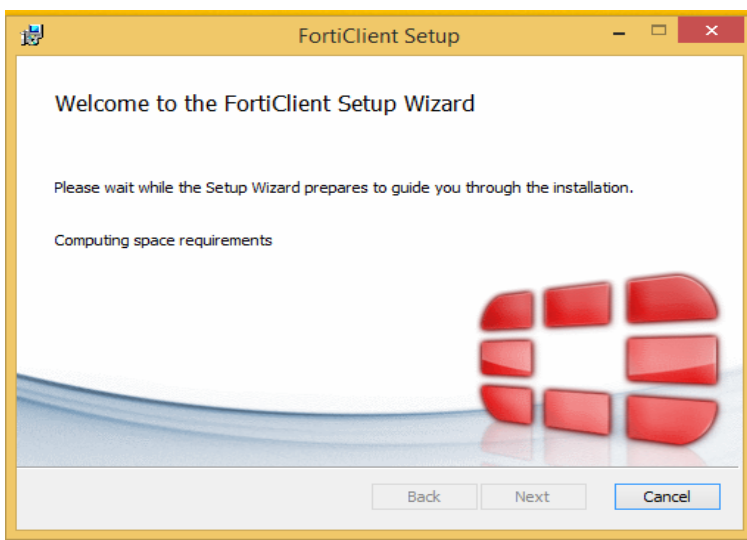 FortiClient Setup
Welcome to the FortiClient Setup Wizard
Please wait while the Setup Wizard prepares to guide you through the installation.
Computing space requirements
Back Next Cancel